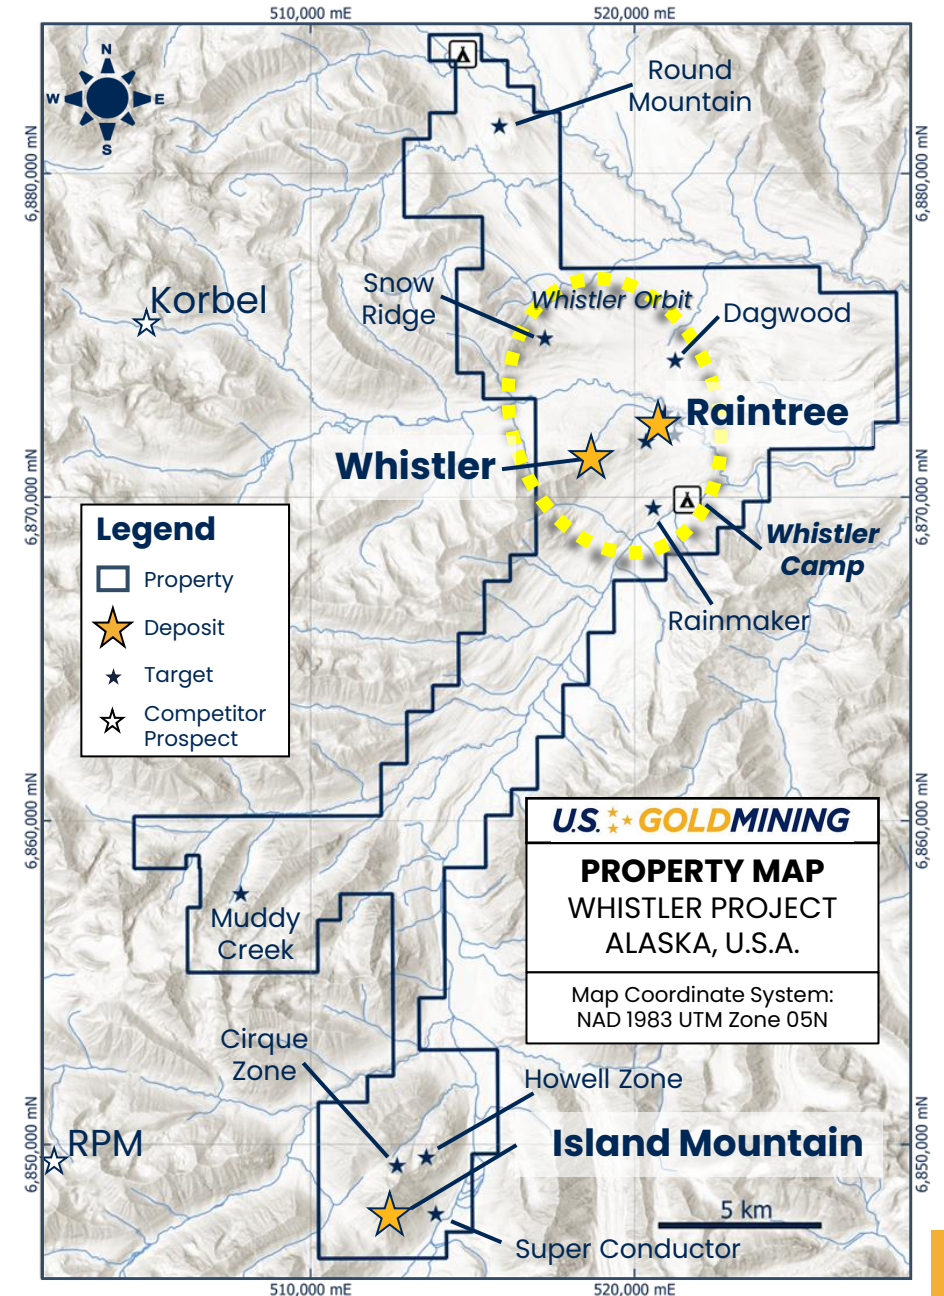 510,000 mE
520,000 mE
N
W
E
S
Round
Mountain
6,880,000 mN
6,880,000 mN
Korbel
Snow
Ridge
Whistler Orbit
Dagwood
Raintree
Whistler
6,870,000 mN
6,870,000 mN
Whistler
Camp
Rainmaker
Legend
Property
Deposit
Target
Competitor
Prospect
6,860,000 mN
6,860,000 mN
U.S. GOLDMINING
PROPERTY MAP
WHISTLER PROJECT
ALASKA, U.S.A.
Map Coordinate System:
NAD 1983 UTM Zone 05N
Muddy
Creek
Cirque
Zone
Howell Zone
Island Mountain
RPM
6,850,000 mN
6,850,000 mN
5 km
Super Conductor
510,000 mE
520,000 mE